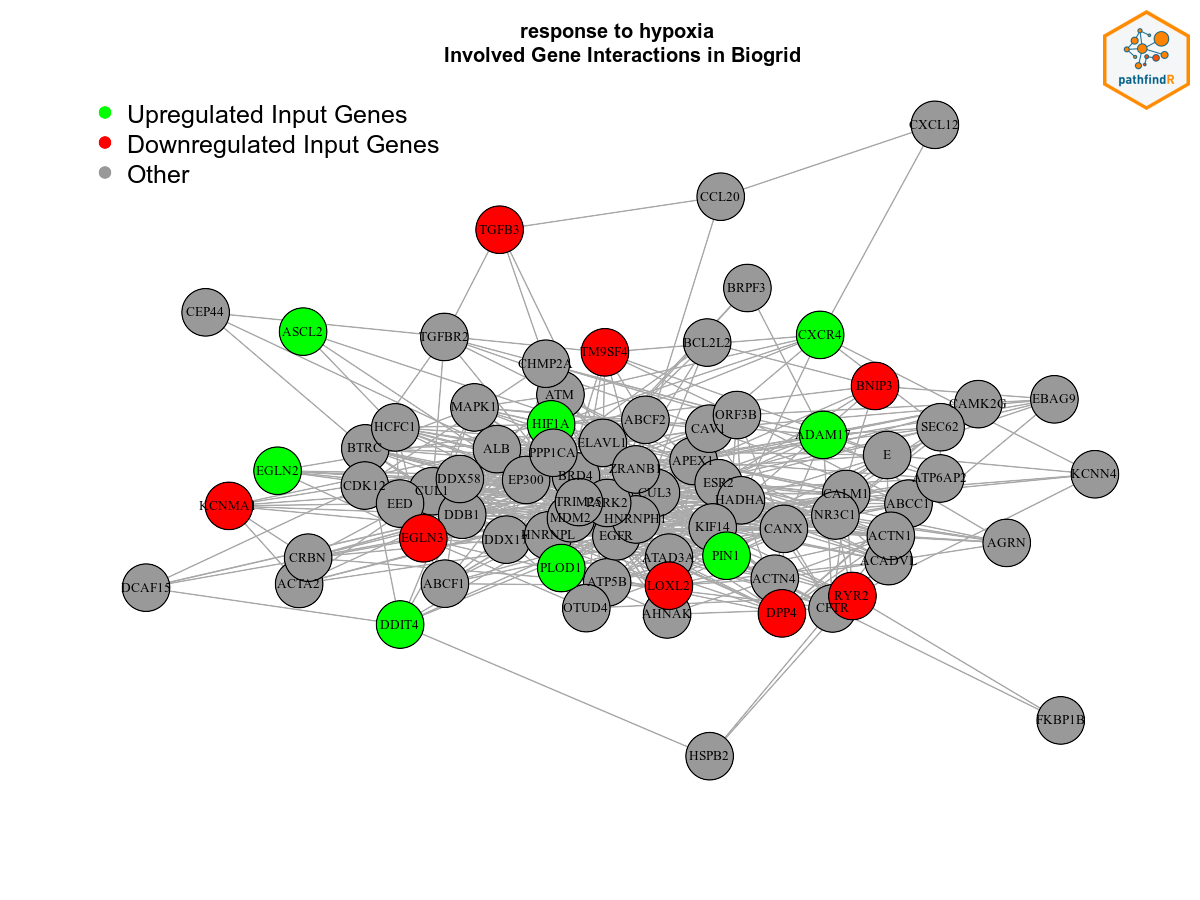 response to hypoxia
Involved Gene Interactions in Biogrid
pathfindR
Upregulated Input Genes
Downregulated Input Genes
Other
CXCL12
CCL20
TGFB3
BRPF3
CEP44
ASCL2
TGFBR2
CXCR4
BCL2L2
TM9SF4
CHMP2A
BNIP3
ATM
EBAG9
CAMK2G
MAPK1
ORF3B
ABCF2
HIF1A
HCFC1
CAV1
SEC62
ADAM17
ELAVL1
BTRC
ALB
PPP1CA
E
APEX1
ZRANB1
EGLN2
KCNN4
BRD4
DDX58
EP300
ATP6AP2
ESR2
CDK12
CUL1
CUL3
CALM1
HADHA
EED
TRIM25
PARK2
ABCC1
KCNMA1
DDB1
MDM2
HNRNPH1
NR3C1
KIF14
CANX
HNRNPL
EGFR
ACTN1
EGLN3
DDX17
AGRN
CRBN
ATAD3A
PIN1
ACADVL
PLOD1
ACTN4
DCAF15
ACTA2
ABCF1
ATP5B
LOXL2
RYR2
OTUD4
AHNAK
DPP4
DDIT4
FKBP1B
HSPB2